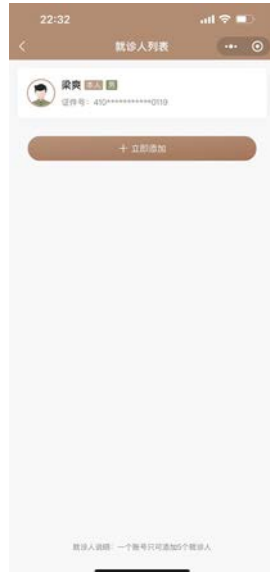 22:32
就诊人列表
梁爽 本人 男
证件号：410***********0119
+ 立即添加
就诊人说明：一个账号只可添加5个就诊人